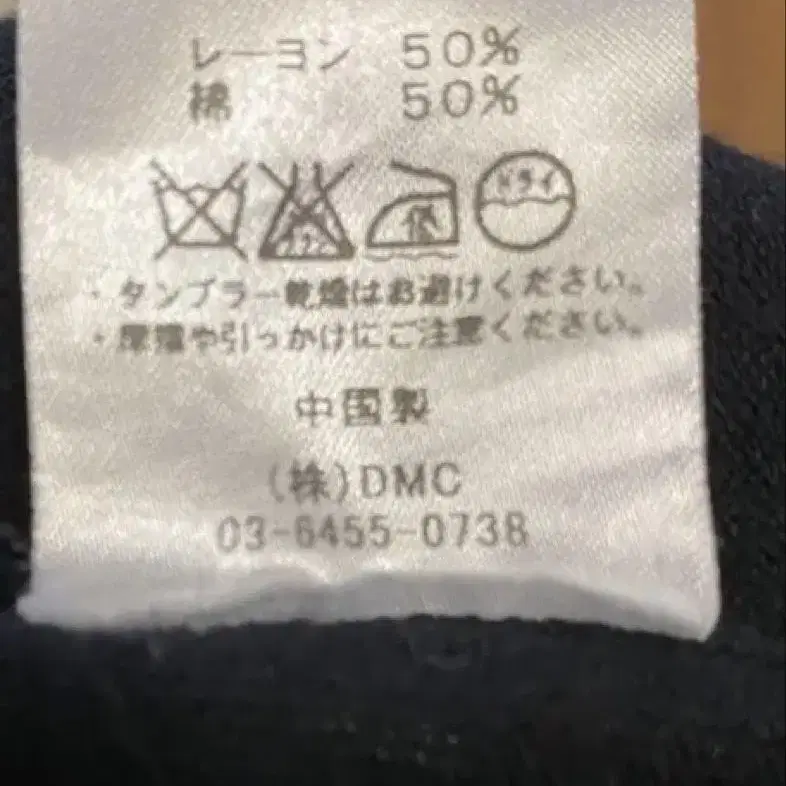 レーヨン 50%
綿 50%
ドライ
・タンブラー乾燥はお避けください。
・摩擦や引っかけにご注意ください。
中国製
(株)DMC
03-6455-0738